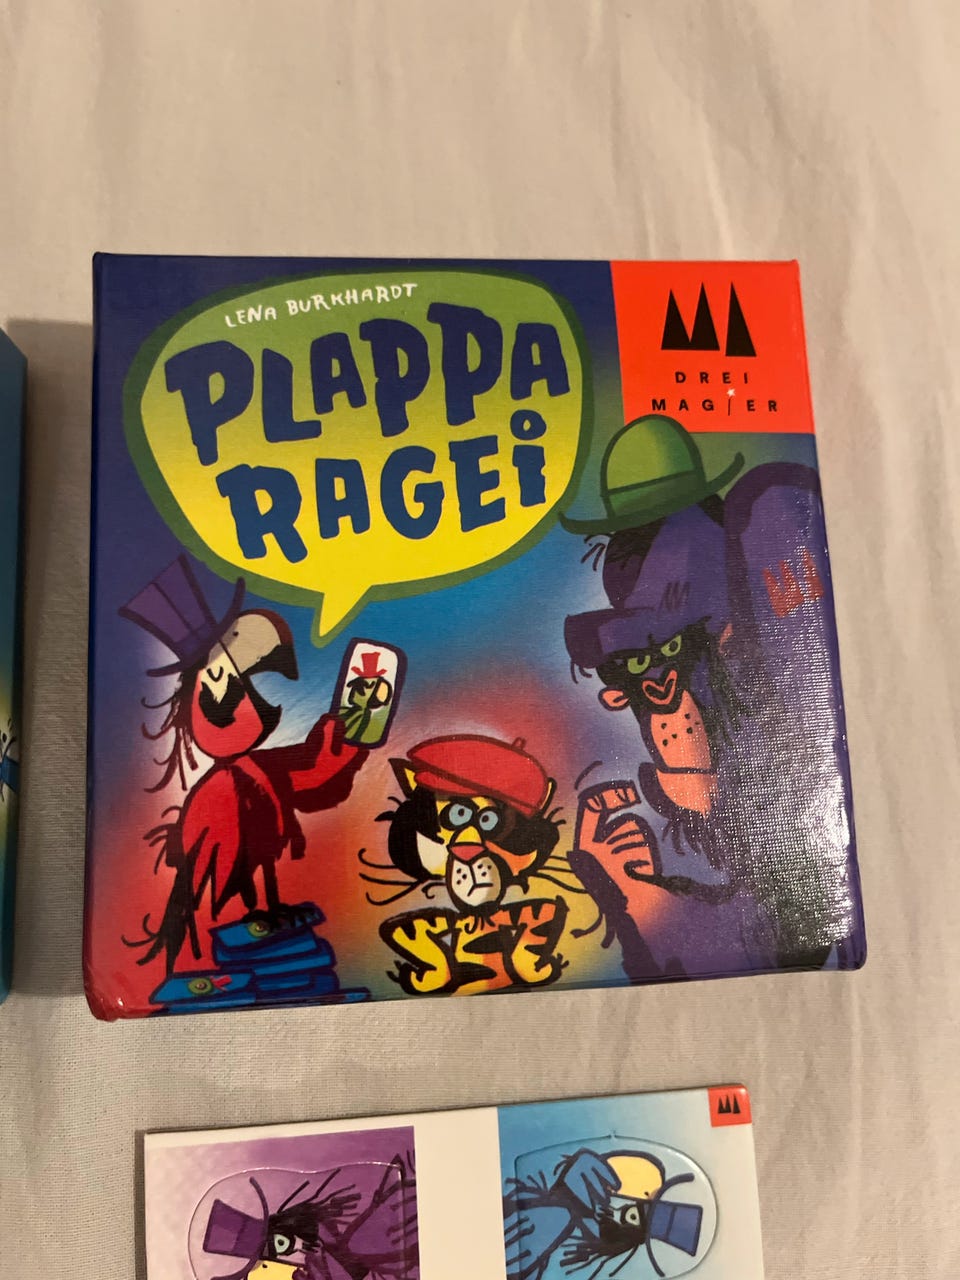 LENA BURKHARDT
PLAPPA
RAGEI
DREI
MAGIER